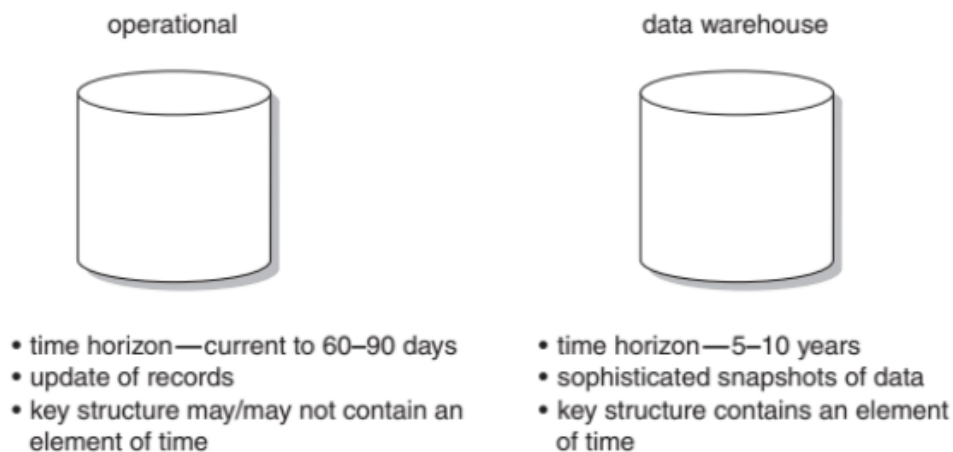 operational
data warehouse
• time horizon—current to 60–90 days
• update of records
• key structure may/may not contain an
element of time
• time horizon—5–10 years
• sophisticated snapshots of data
• key structure contains an element
of time